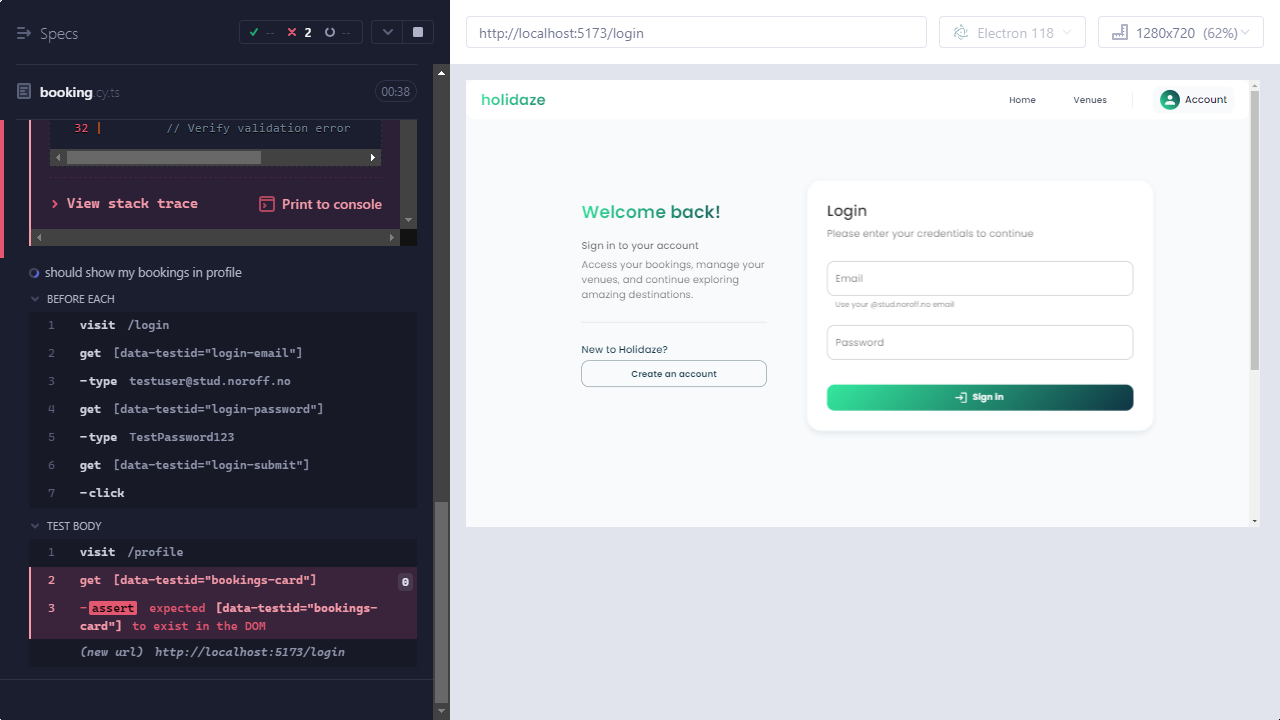 Specs
-- 2 --
booking.cy.ts
00:38
32 | // Verify validation error
View stack trace
Print to console
should show my bookings in profile
BEFORE EACH
1 visit /login
2 get [data-testid="login-email"]
3 -type testuser@stud.noroff.no
4 get [data-testid="login-password"]
5 -type TestPassword123
6 get [data-testid="login-submit"]
7 -click
TEST BODY
1 visit /profile
2 get [data-testid="bookings-card"] 0
3 -assert expected [data-testid="bookings-
card"] to exist in the DOM
(new url) http://localhost:5173/login
http://localhost:5173/login
Electron 118
1280x720 (62%)
holidaze
Home
Venues
Account
Welcome back!
Sign in to your account
Access your bookings, manage your
venues, and continue exploring
amazing destinations.
New to Holidaze?
Create an account
Login
Please enter your credentials to continue
Email
Use your @stud.noroff.no email
Password
Sign in